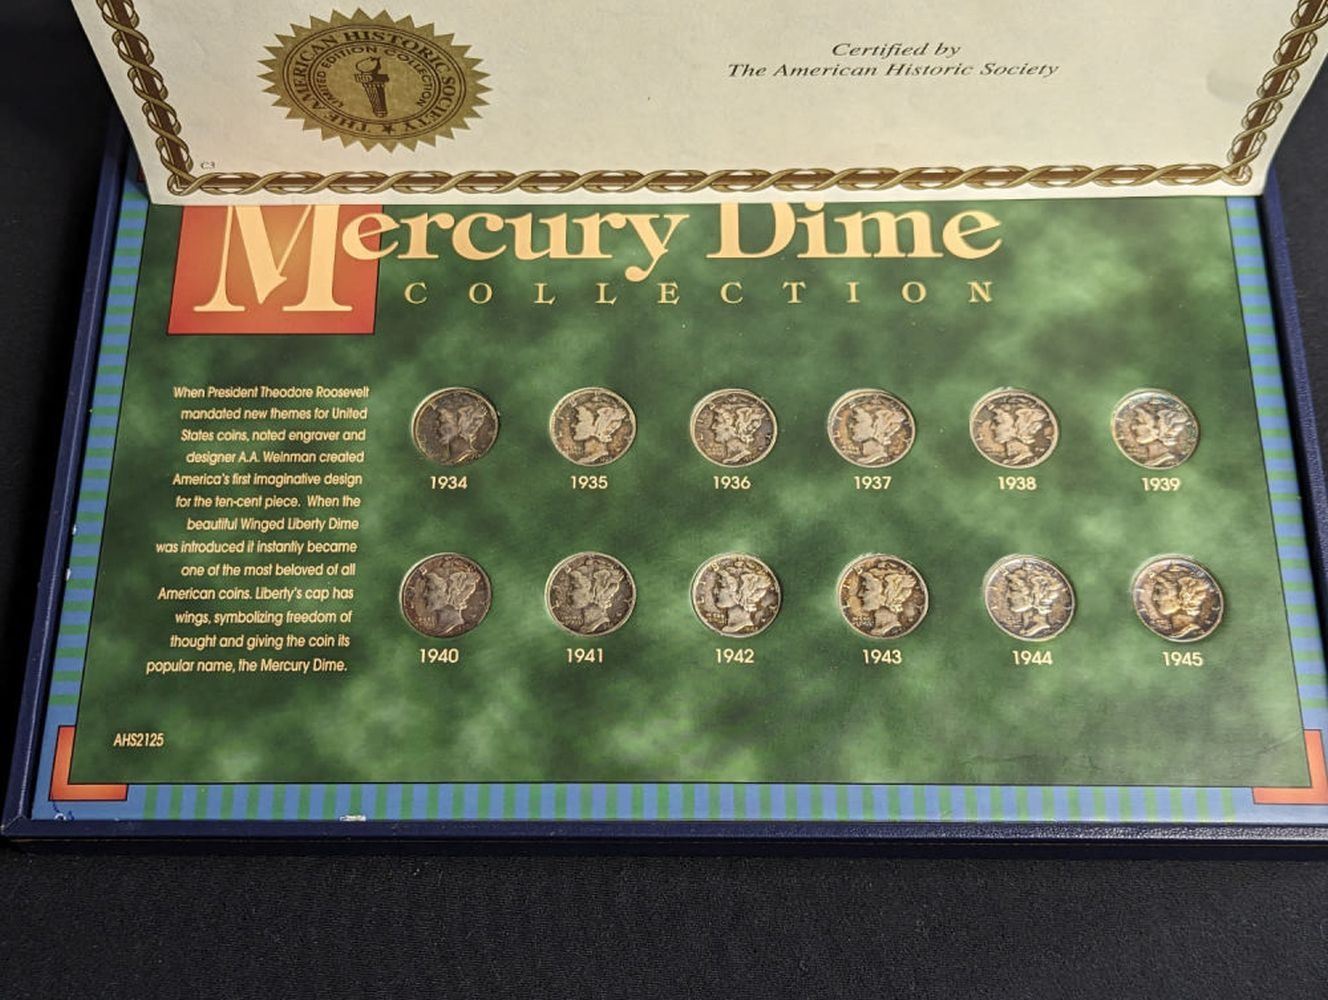 THE AMERICAN HISTORIC SOCIETY
LIMITED EDITION COLLECTION
Certified by
The American Historic Society
C3
Mercury Dime
COLLECTION
When President Theodore Roosevelt
mandated new themes for United
States coins, noted engraver and
designer A.A. Weinman created
America's first imaginative design
for the ten-cent piece. When the
beautiful Winged Liberty Dime
was introduced it instantly became
one of the most beloved of all
American coins. Liberty's cap has
wings, symbolizing freedom of
thought and giving the coin its
popular name, the Mercury Dime.
1934 1935 1936 1937 1938 1939
1940 1941 1942 1943 1944 1945
AHS2125